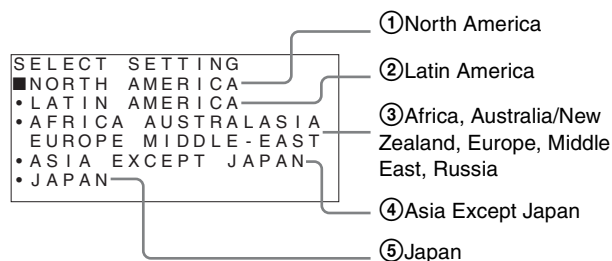 SELECT SETTING
■NORTH AMERICA
•LATIN AMERICA
•AFRICA AUSTRALASIA
EUROPE MIDDLE-EAST
•ASIA EXCEPT JAPAN
•JAPAN
①North America
②Latin America
③Africa, Australia/New
Zealand, Europe, Middle
East, Russia
④Asia Except Japan
⑤Japan